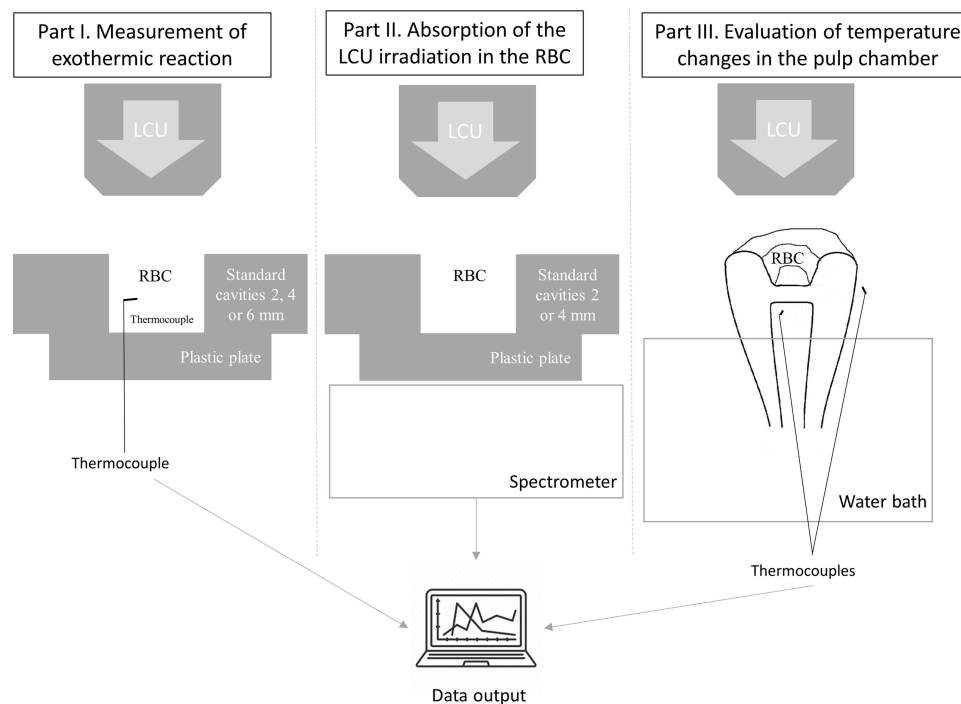 Part I. Measurement of
exothermic reaction
LCU
RBC
Thermocouple
Standard
cavities 2, 4
or 6 mm
Plastic plate
Thermocouple
Part II. Absorption of the
LCU irradiation in the RBC
LCU
RBC
Standard
cavities 2
or 4 mm
Plastic plate
Spectrometer
Part III. Evaluation of temperature
changes in the pulp chamber
LCU
RBC
Water bath
Thermocouples
Data output